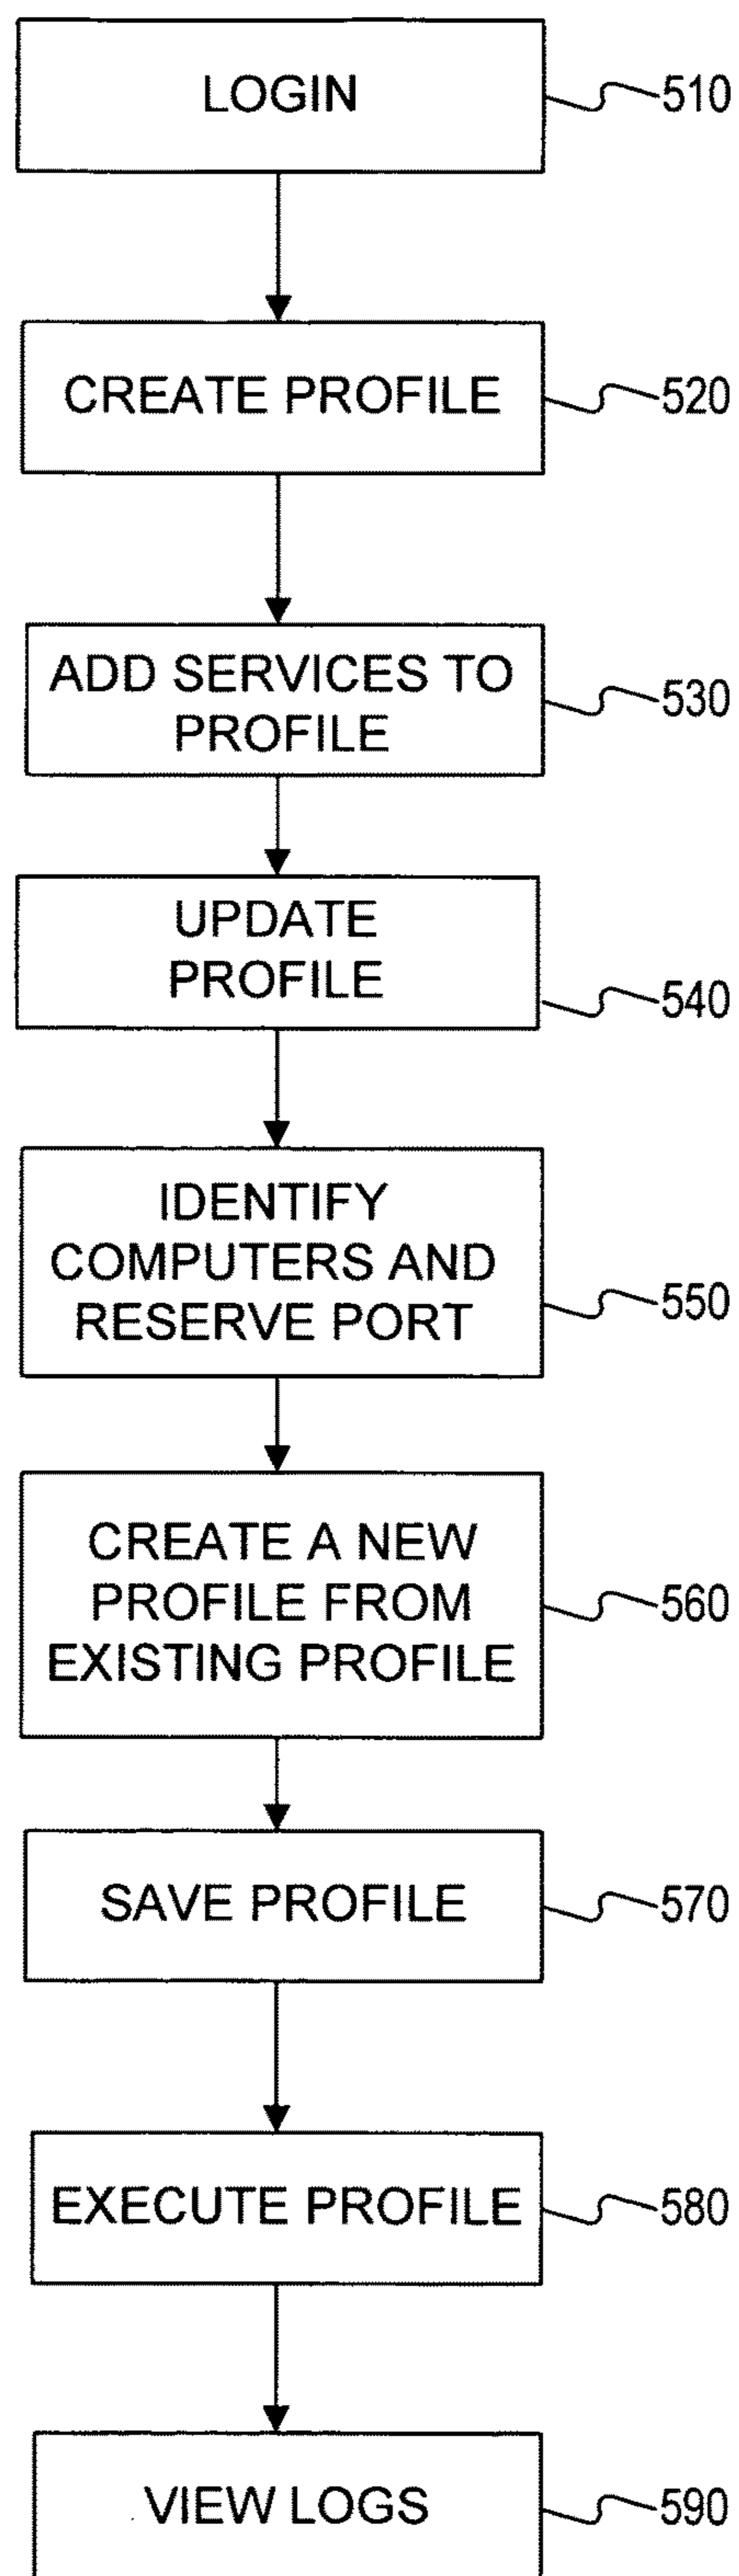 LOGIN
510
CREATE PROFILE
520
ADD SERVICES TO
PROFILE
530
UPDATE
PROFILE
540
IDENTIFY
COMPUTERS AND
RESERVE PORT
550
CREATE A NEW
PROFILE FROM
EXISTING PROFILE
560
SAVE PROFILE
570
EXECUTE PROFILE
580
VIEW LOGS
590